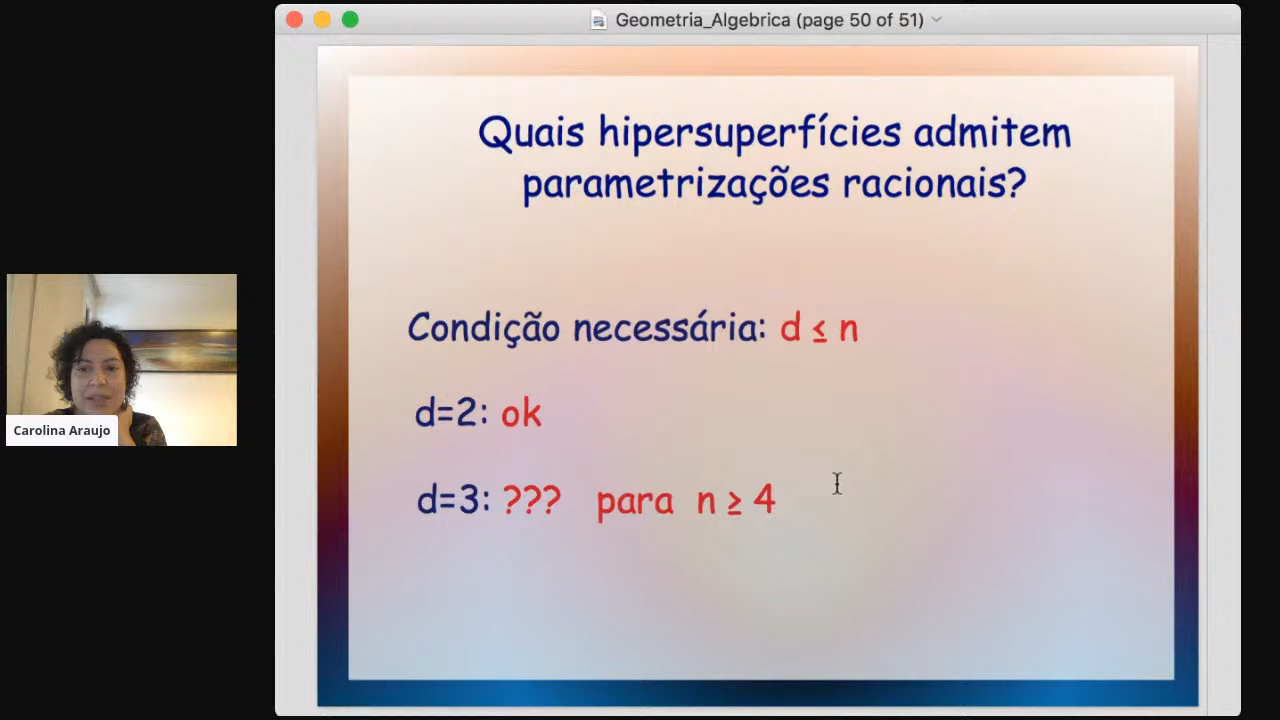 Geometria_Algebrica (page 50 of 51)
Quais hipersuperfícies admitem
parametrizações racionais?
Condição necessária: d ≤ n
d=2: ok
d=3: ??? para n ≥ 4
Carolina Araujo